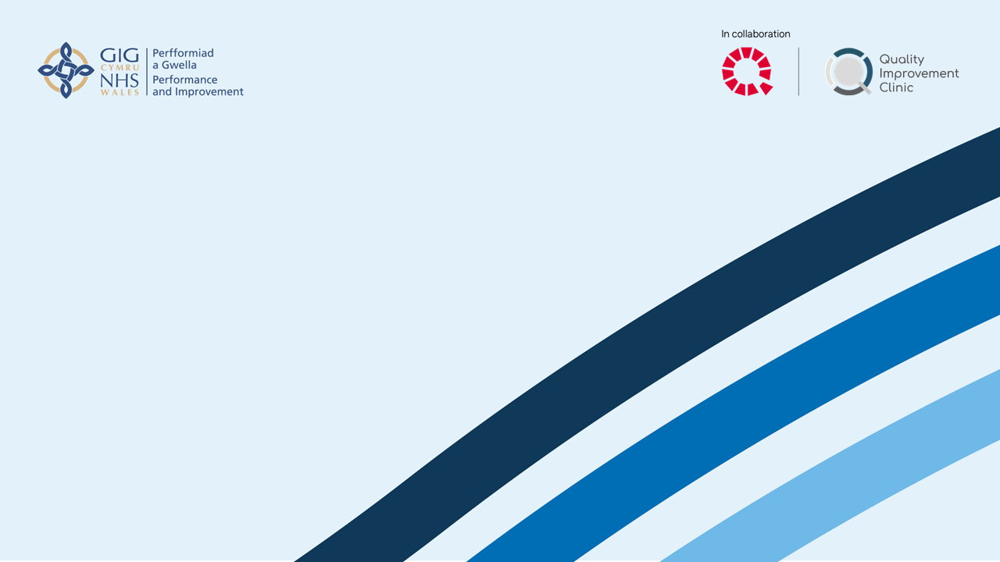 GIG
CYMRU
NHS
WALES
Perfformiad
a Gwella
Performance
and Improvement
In collaboration
Quality
Improvement
Clinic